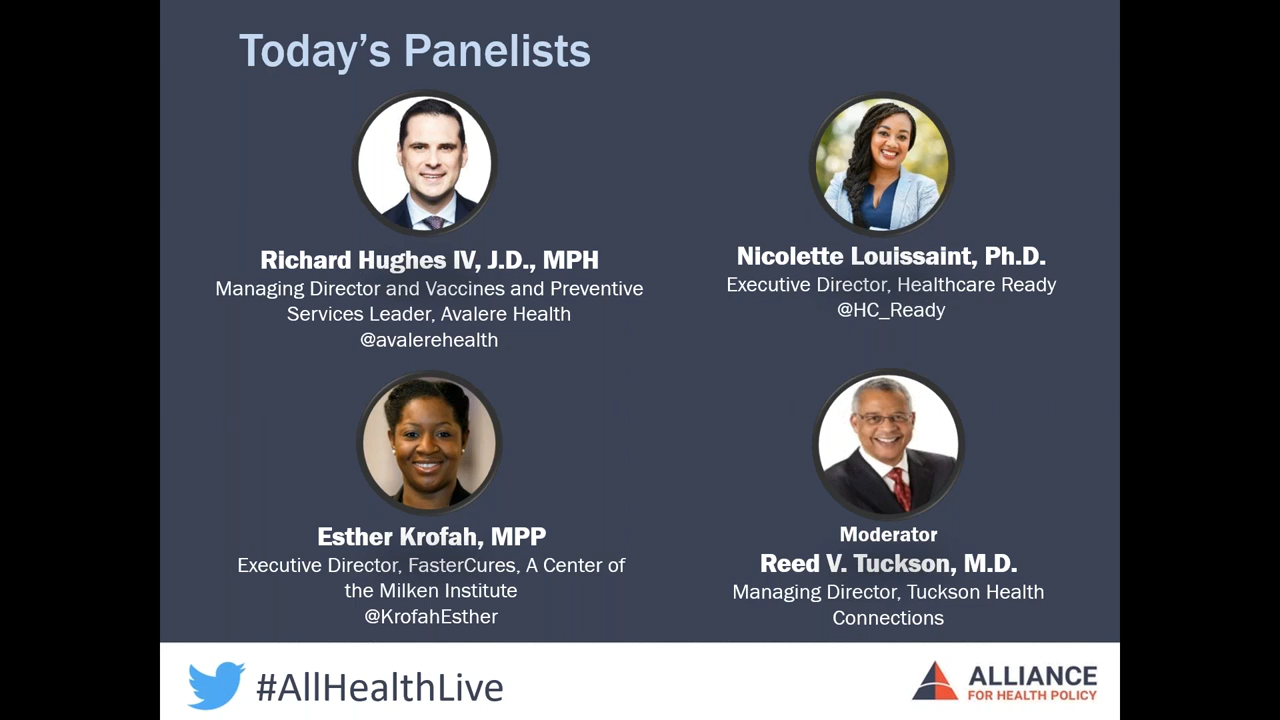 Today's Panelists
Richard Hughes IV, J.D., MPH
Managing Director and Vaccines and Preventive
Services Leader, Avalere Health
@avalerehealth
Nicolette Louissaint, Ph.D.
Executive Director, Healthcare Ready
@HC_Ready
Esther Krofah, MPP
Executive Director, FasterCures, A Center of
the Milken Institute
@KrofahEsther
Moderator
Reed V. Tuckson, M.D.
Managing Director, Tuckson Health
Connections
#AllHealthLive
ALLIANCE
FOR HEALTH POLICY